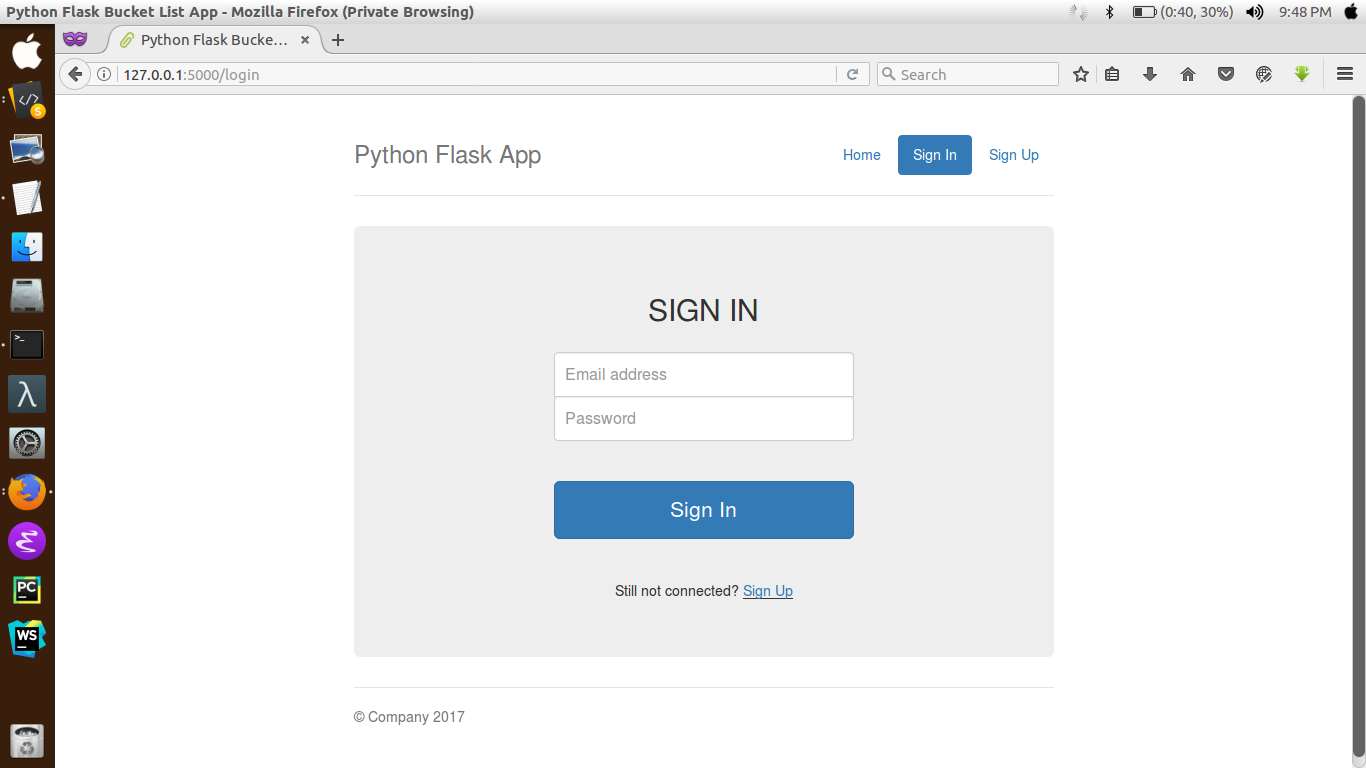 Python Flask Bucket List App - Mozilla Firefox (Private Browsing)
(0:40, 30%)
9:48 PM
Python Flask Bucke...
127.0.0.1:5000/login
Search
Python Flask App
Home
Sign In
Sign Up
SIGN IN
Email address
Password
Sign In
Still not connected? Sign Up
© Company 2017
</> S
>_
λ
PC
WS